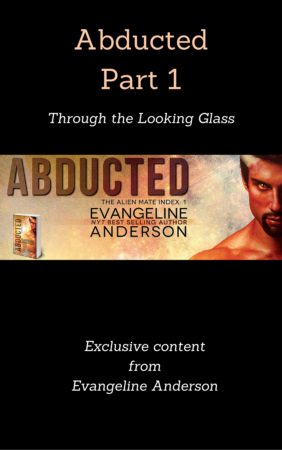 Abducted
Part 1
Through the Looking Glass
ABDUCTED
THE ALIEN MATE INDEX: 1
EVANGELINE
NYT BEST SELLING AUTHOR
ANDERSON
ABDUCTED
Exclusive content
from
Evangeline Anderson